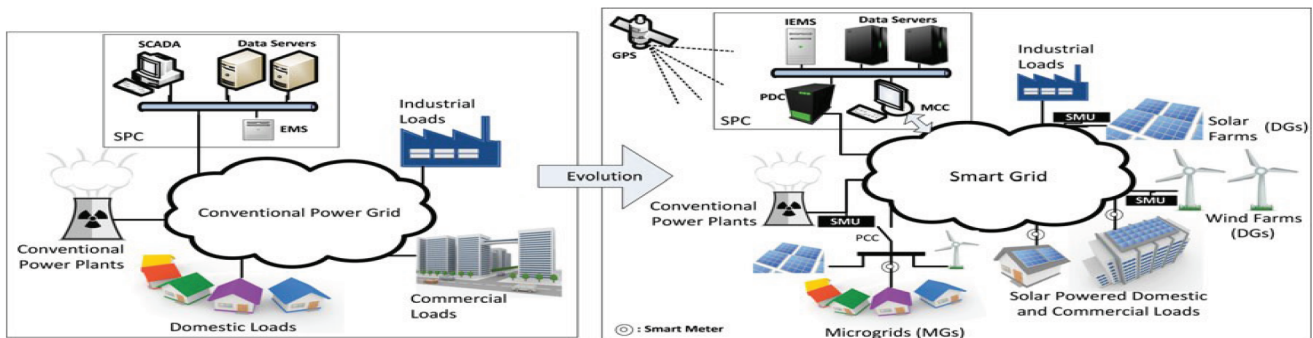 SCADA
Data Servers
EMS
SPC
Industrial
Loads
Conventional Power Grid
Conventional
Power Plants
Domestic Loads
Commercial
Loads
Evolution
GPS
IEMS
Data Servers
PDC
MCC
SPC
Industrial
Loads
SMU
Solar
Farms
(DGs)
Smart Grid
Conventional
Power Plants
SMU
SMU
Wind Farms
(DGs)
PCC
Solar Powered Domestic
and Commercial Loads
: Smart Meter
Microgrids (MGs)